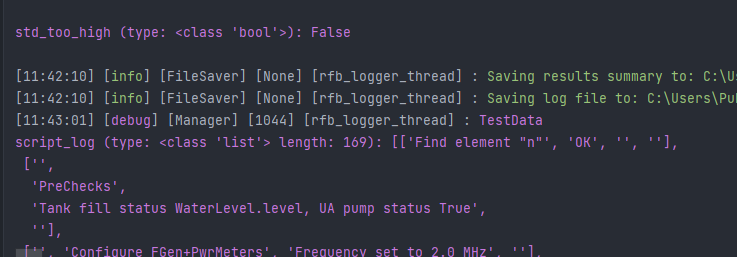 std_too_high (type: <class 'bool'>): False
[11:42:10] [info] [FileSaver] [None] [rfb_logger_thread] : Saving results summary to: C:\Us
[11:42:10] [info] [FileSaver] [None] [rfb_logger_thread] : Saving log file to: C:\Users\Pub
[11:43:01] [debug] [Manager] [1044] [rfb_logger_thread] : TestData
script_log (type: <class 'list'> length: 169): [['Find element "n"', 'OK', '', ''],
['',
'PreChecks',
'Tank fill status WaterLevel.level, UA pump status True',
''],
['', 'Configure FGen+PwrMeters', 'Frequency set to 2.0 MHz', ''],